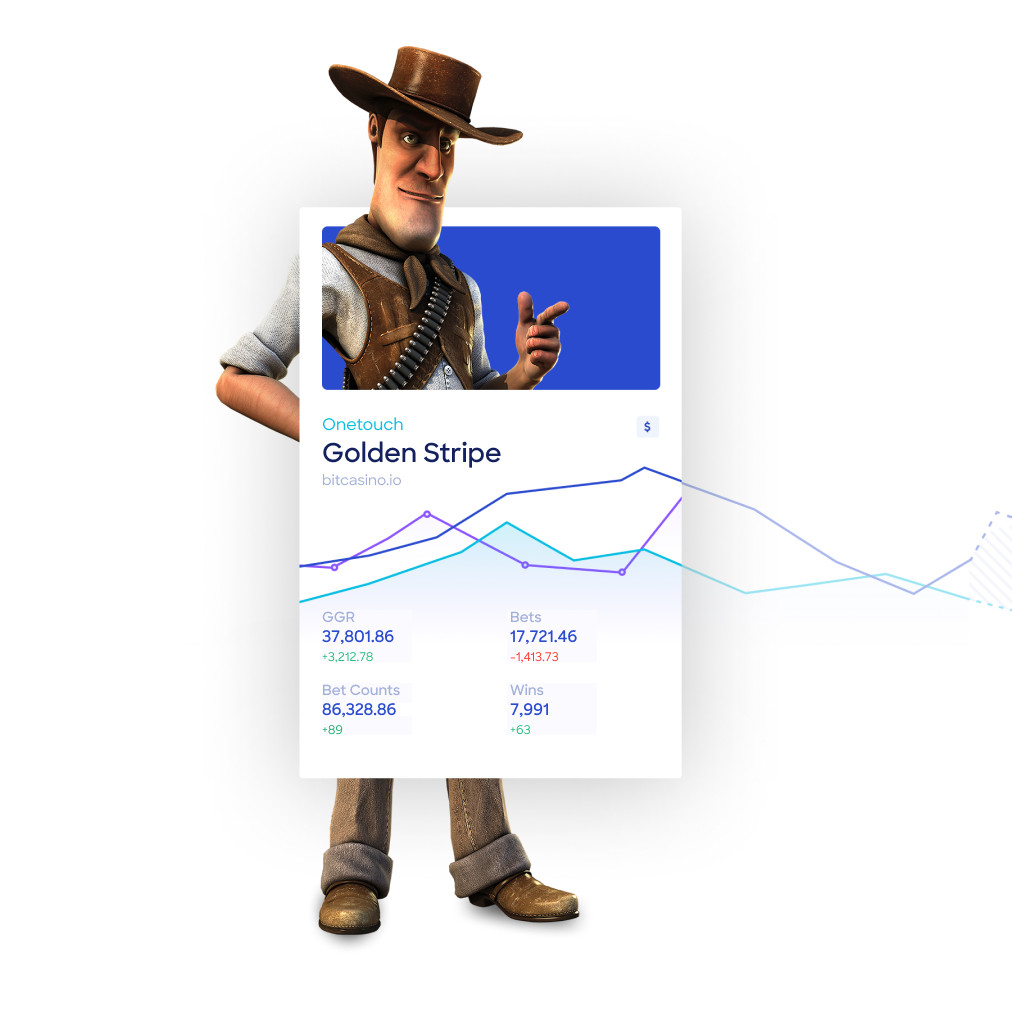 Onetouch
$
Golden Stripe
bitcasino.io
GGR
37,801.86
+3,212.78
Bets
17,721.46
−1,413.73
Bet Counts
86,328.86
+89
Wins
7,991
+63